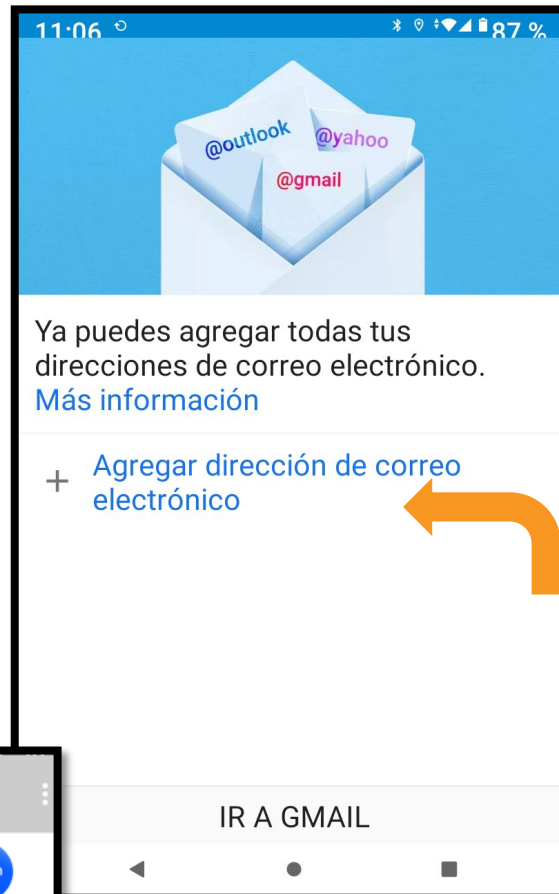 11:06
87 %
@outlook
@yahoo
@gmail
Ya puedes agregar todas tus
direcciones de correo electrónico.
Más información
+ Agregar dirección de correo
electrónico
IR A GMAIL